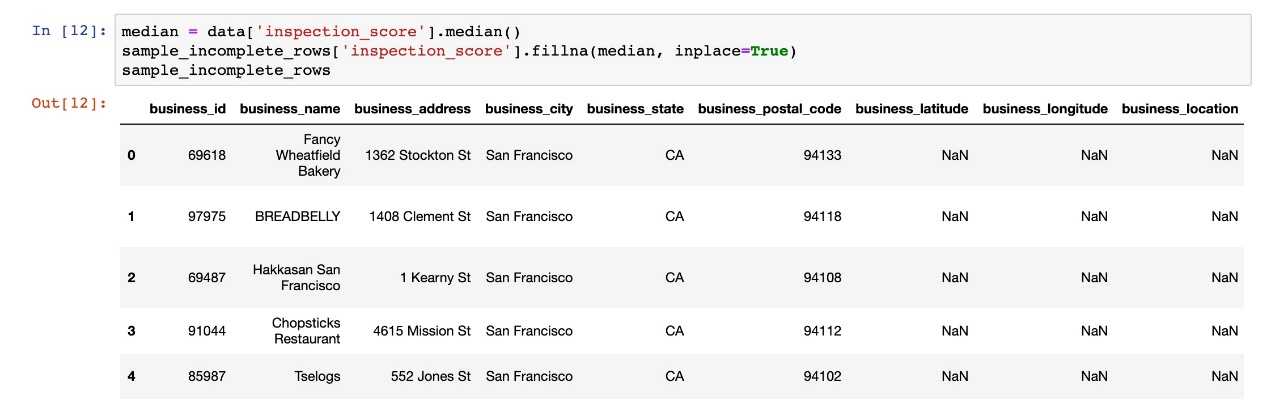 In [12]: median = data['inspection_score'].median()
sample_incomplete_rows['inspection_score'].fillna(median, inplace=True)
sample_incomplete_rows
Out[12]:
business_id business_name business_address business_city business_state business_postal_code business_latitude business_longitude business_location
0 69618 Fancy Wheatfield Bakery 1362 Stockton St San Francisco CA 94133 NaN NaN NaN
1 97975 BREADBELLY 1408 Clement St San Francisco CA 94118 NaN NaN NaN
2 69487 Hakkasan San Francisco 1 Kearny St San Francisco CA 94108 NaN NaN NaN
3 91044 Chopsticks Restaurant 4615 Mission St San Francisco CA 94112 NaN NaN NaN
4 85987 Tselogs 552 Jones St San Francisco CA 94102 NaN NaN NaN